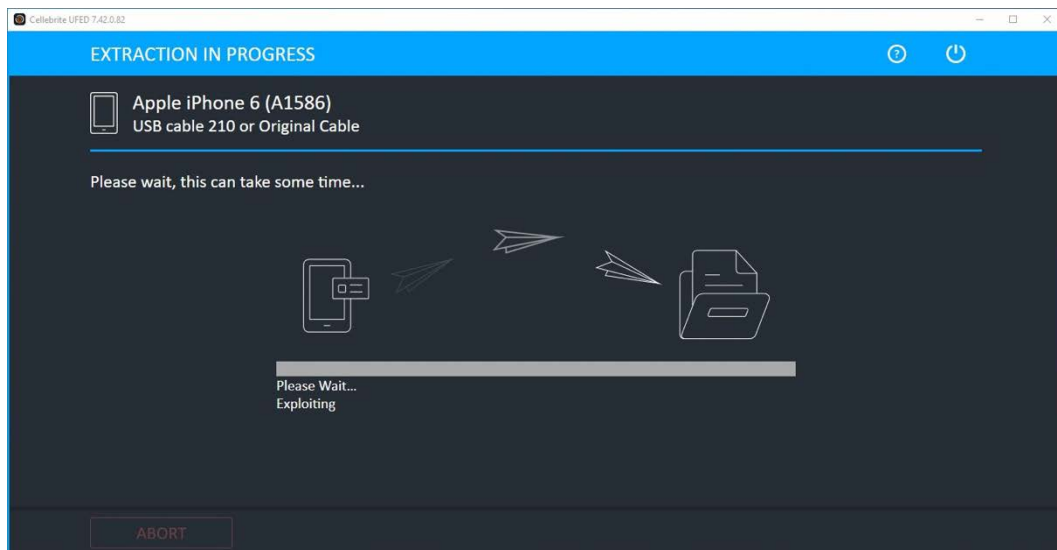 Cellebrite UFED 7.42.0.82
EXTRACTION IN PROGRESS
?
Apple iPhone 6 (A1586)
USB cable 210 or Original Cable
Please wait, this can take some time...
Please Wait...
Exploiting
ABORT